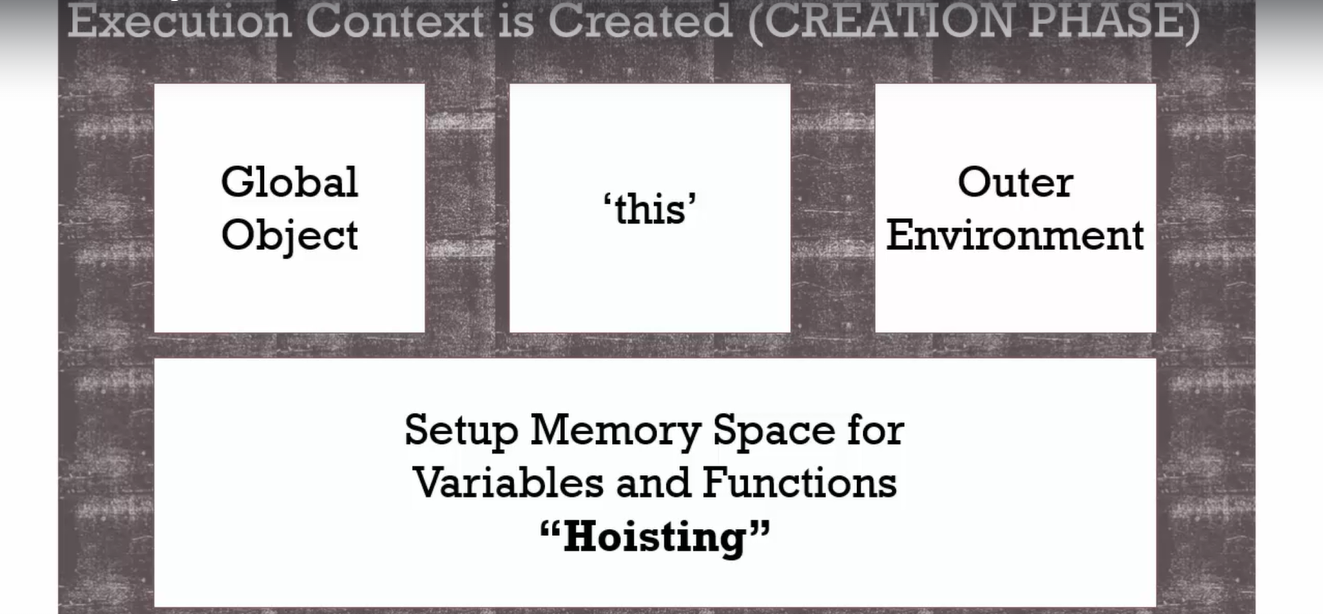 Execution Context is Created (CREATION PHASE)
Global
Object
‘this’
Outer
Environment
Setup Memory Space for
Variables and Functions
“Hoisting”